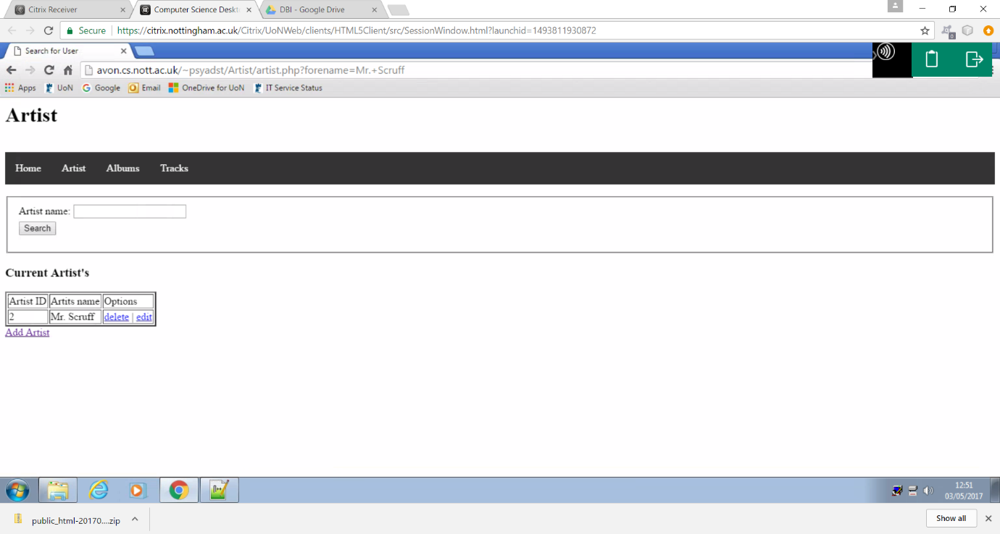 Citrix Receiver
Computer Science Deskt
DBI - Google Drive
Secure
https://citrix.nottingham.ac.uk/Citrix/UoNWeb/clients/HTML5Client/src/SessionWindow.html?launchid=1493811930872
0
Search for User
avon.cs.nott.ac.uk/~psyadst/Artist/artist.php?forename=Mr.+Scruff
Apps UoN Google Email OneDrive for UoN IT Service Status
Artist
Home Artist Albums Tracks
Artist name:
Search
Current Artist's
Artist ID Artits name Options
2 Mr. Scruff delete | edit
Add Artist
12:51
03/05/2017
public_html-20170....zip
Show all